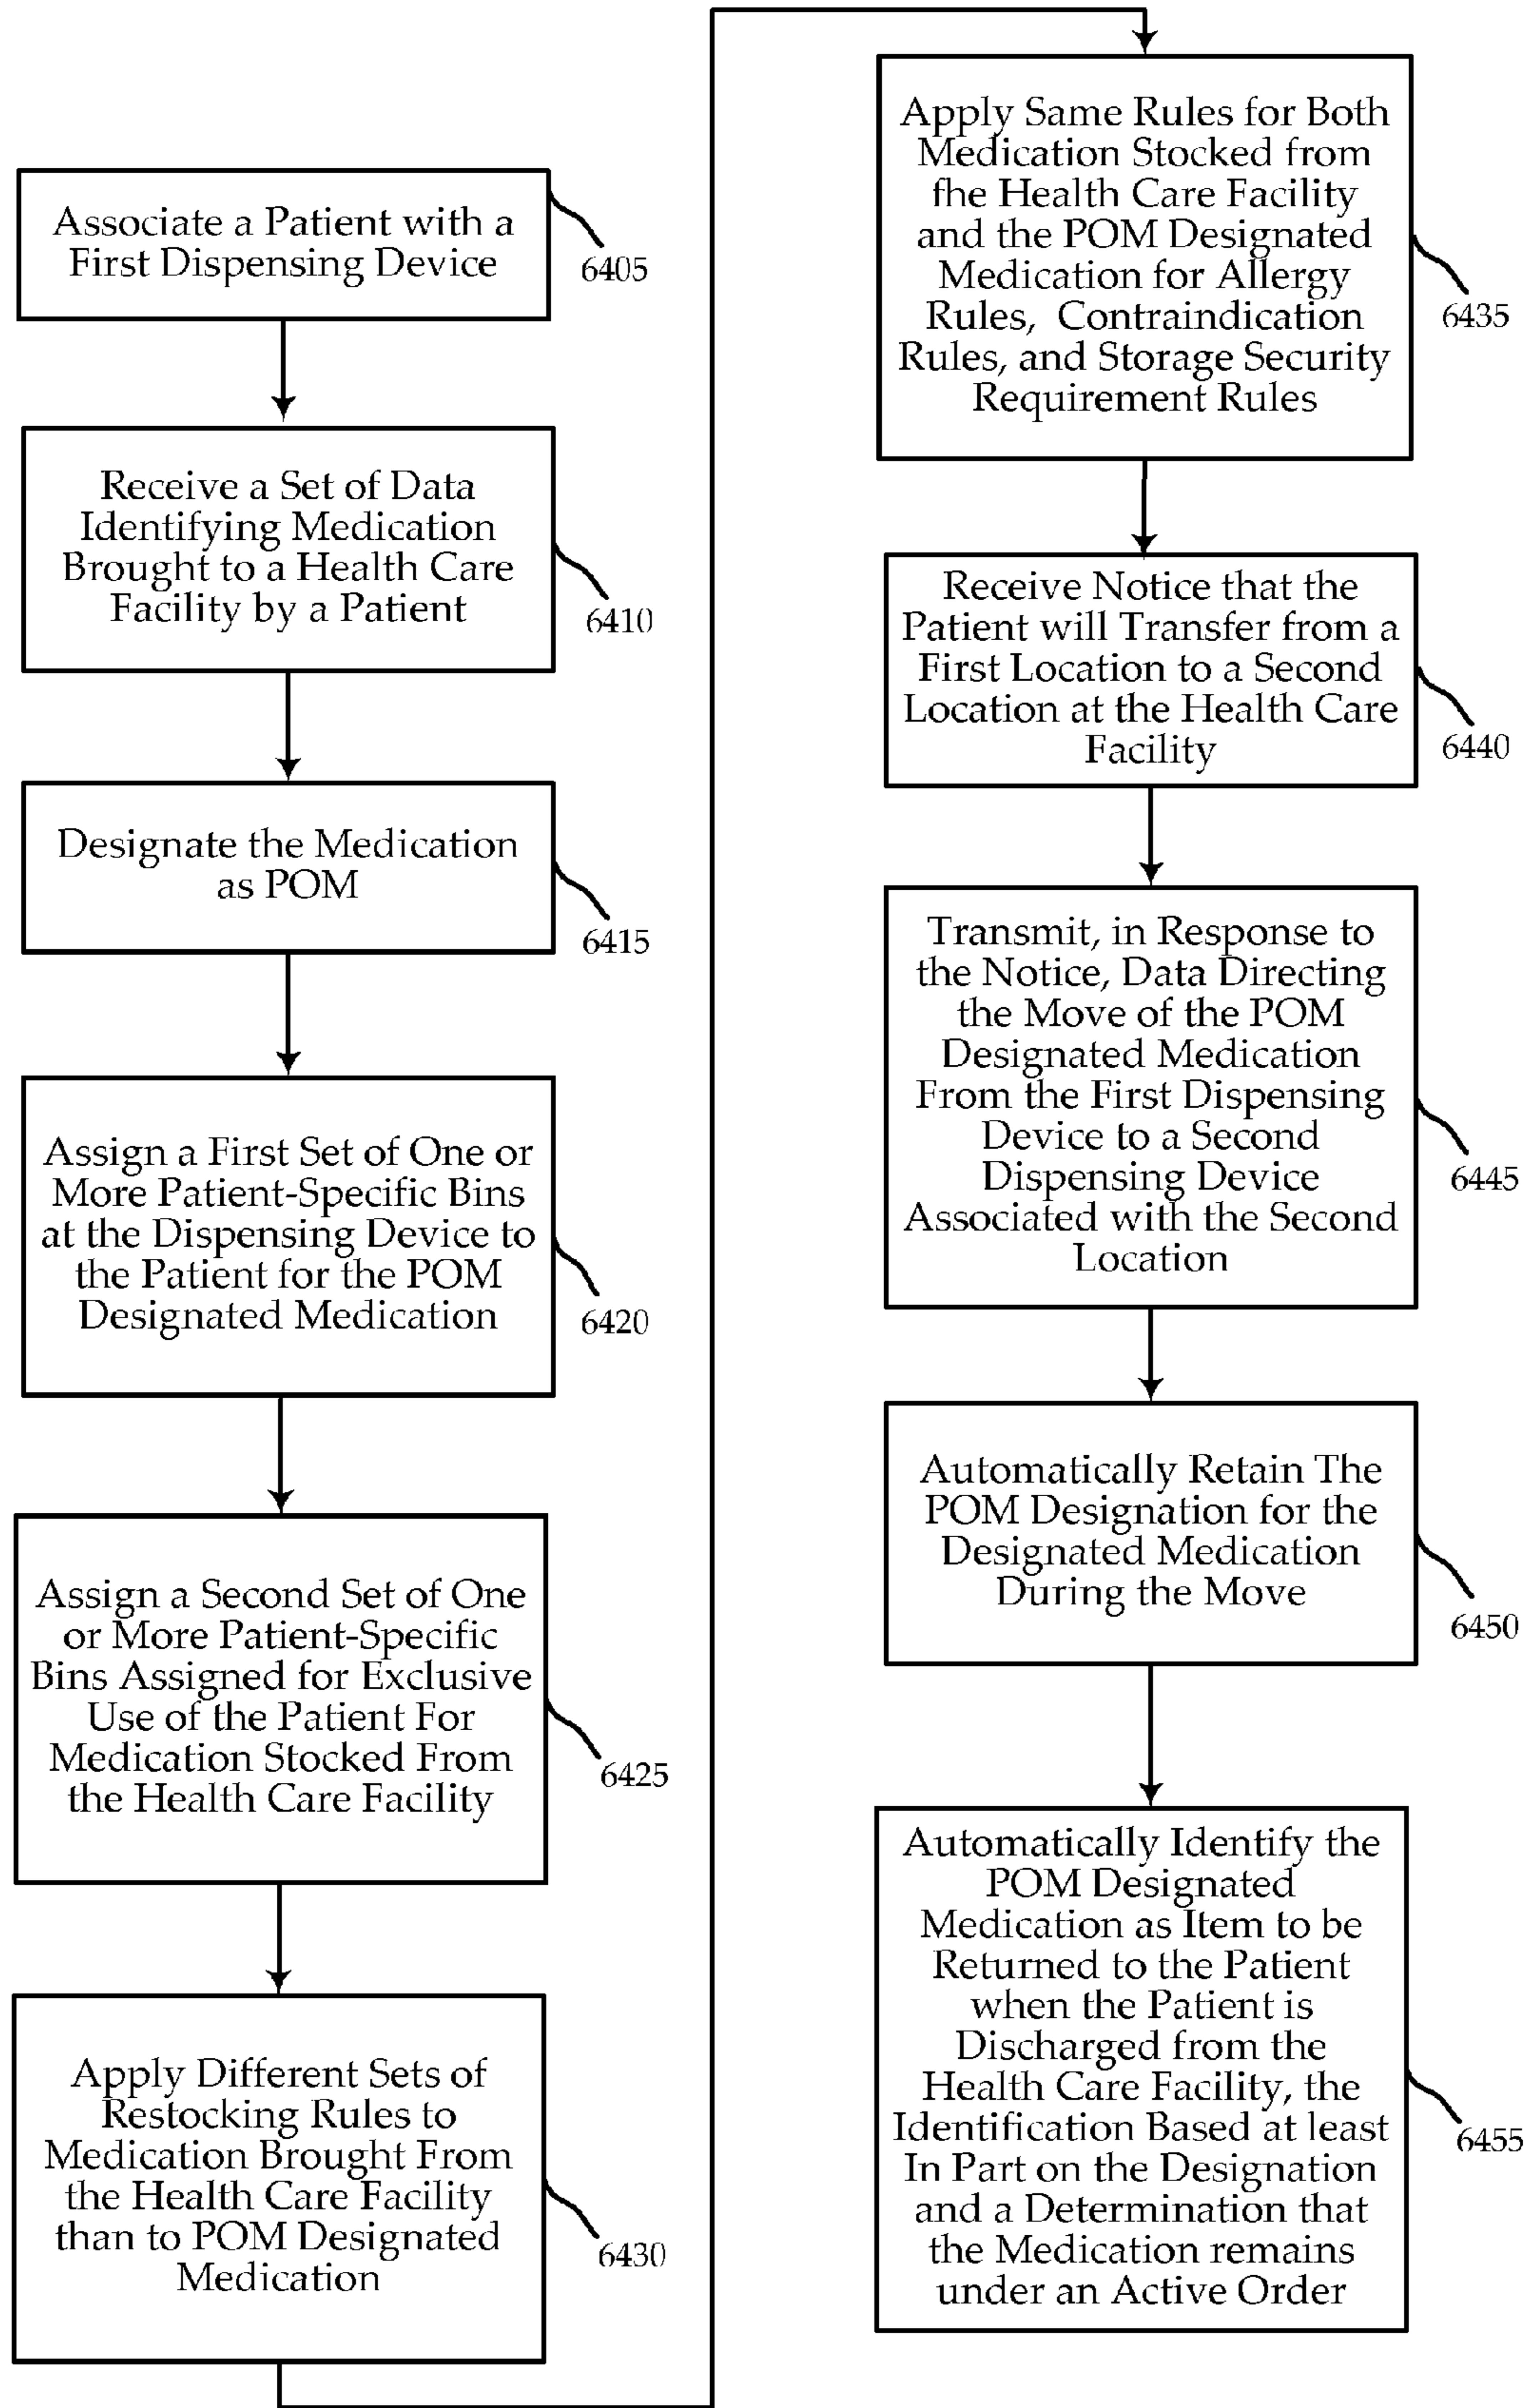 Associate a Patient with a
First Dispensing Device
6405
Receive a Set of Data
Identifying Medication
Brought to a Health Care
Facility by a Patient
6410
Designate the Medication
as POM
6415
Assign a First Set of One or
More Patient-Specific Bins
at the Dispensing Device to
the Patient for the POM
Designated Medication
6420
Assign a Second Set of One
or More Patient-Specific
Bins Assigned for Exclusive
Use of the Patient For
Medication Stocked From
the Health Care Facility
6425
Apply Different Sets of
Restocking Rules to
Medication Brought From
the Health Care Facility
than to POM Designated
Medication
6430
Apply Same Rules for Both
Medication Stocked from
fhe Health Care Facility
and the POM Designated
Medication for Allergy
Rules, Contraindication
Rules, and Storage Security
Requirement Rules
6435
Receive Notice that the
Patient will Transfer from a
First Location to a Second
Location at the Health Care
Facility
6440
Transmit, in Response to
the Notice, Data Directing
the Move of the POM
Designated Medication
From the First Dispensing
Device to a Second
Dispensing Device
Associated with the Second
Location
6445
Automatically Retain The
POM Designation for the
Designated Medication
During the Move
6450
Automatically Identify the
POM Designated
Medication as Item to be
Returned to the Patient
when the Patient is
Discharged from the
Health Care Facility, the
Identification Based at least
In Part on the Designation
and a Determination that
the Medication remains
under an Active Order
6455